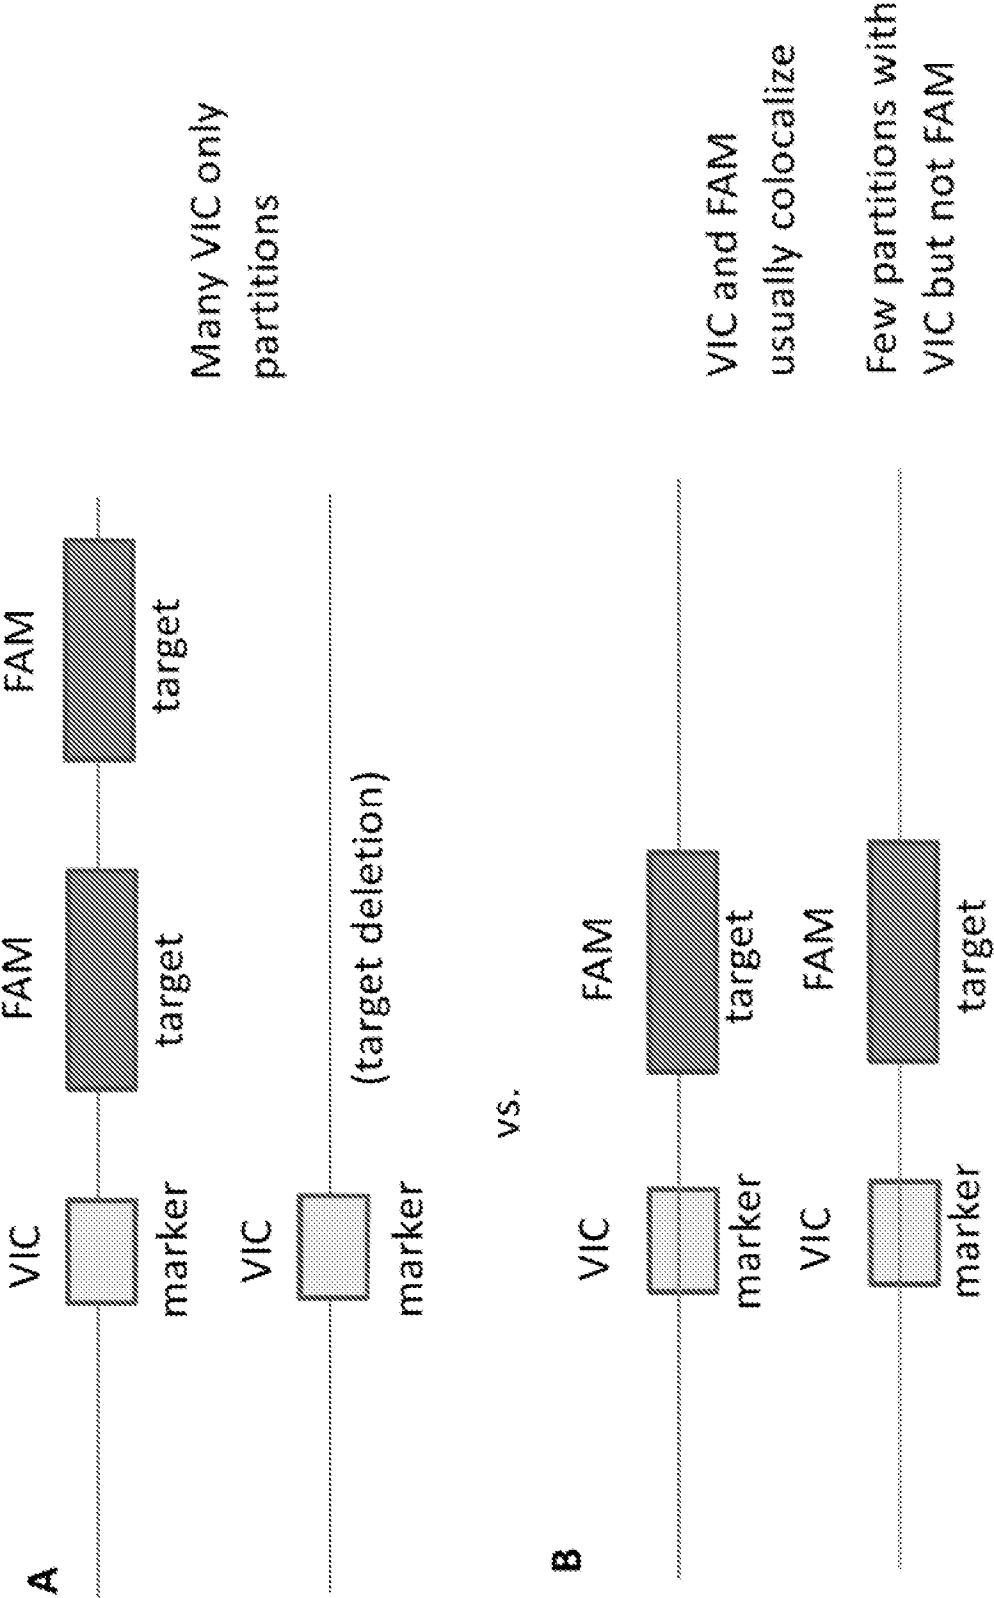 A
VIC
FAM
FAM
marker
target
target
Many VIC only
partitions
VIC
marker
(target deletion)
vs.
B
VIC
FAM
marker
target
VIC and FAM
usually colocalize
VIC
FAM
marker
target
Few partitions with
VIC but not FAM